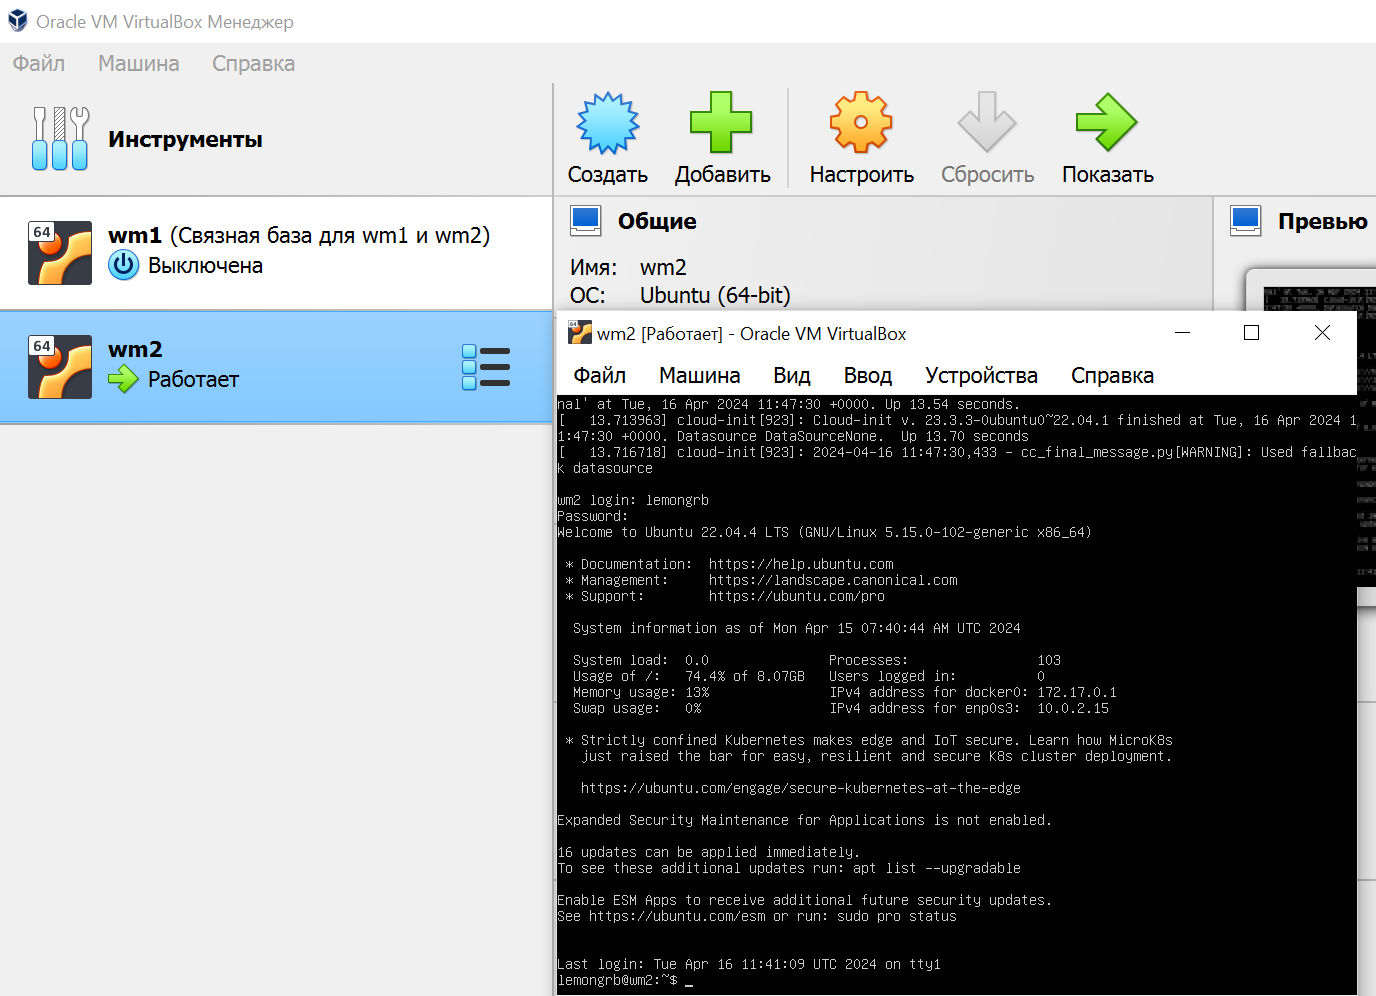 Oracle VM VirtualBox Менеджер
Файл Машина Справка
Инструменты
Создать Добавить Настроить Сбросить Показать
64
wm1 (Связная база для wm1 и wm2)
Выключена
64
wm2
Работает
Общие
Имя: wm2
ОС: Ubuntu (64-bit)
Превью
64 wm2 [Работает] - Oracle VM VirtualBox
Файл Машина Вид Ввод Устройства Справка
nal' at Tue, 16 Apr 2024 11:47:30 +0000. Up 13.54 seconds.
[   13.713963] cloud-init[923]: Cloud-init v. 23.3.3-0ubuntu0~22.04.1 finished at Tue, 16 Apr 2024 1
1:47:30 +0000. Datasource DataSourceNone.  Up 13.70 seconds
[   13.716718] cloud-init[923]: 2024-04-16 11:47:30,433 - cc_final_message.py[WARNING]: Used fallbac
k datasource
wm2 login: lemongrb
Password:
Welcome to Ubuntu 22.04.4 LTS (GNU/Linux 5.15.0-102-generic x86_64)
* Documentation:  https://help.ubuntu.com
* Management:     https://landscape.canonical.com
* Support:        https://ubuntu.com/pro
System information as of Mon Apr 15 07:40:44 AM UTC 2024
System load:  0.0               Processes:                103
Usage of /:   74.4% of 8.07GB   Users logged in:          0
Memory usage: 13%               IPv4 address for docker0: 172.17.0.1
Swap usage:   0%                IPv4 address for enp0s3:  10.0.2.15
* Strictly confined Kubernetes makes edge and IoT secure. Learn how MicroK8s
just raised the bar for easy, resilient and secure K8s cluster deployment.
https://ubuntu.com/engage/secure-kubernetes-at-the-edge
Expanded Security Maintenance for Applications is not enabled.
16 updates can be applied immediately.
To see these additional updates run: apt list --upgradable
Enable ESM Apps to receive additional future security updates.
See https://ubuntu.com/esm or run: sudo pro status
Last login: Tue Apr 16 11:41:09 UTC 2024 on tty1
lemongrb@wm2:~$ _